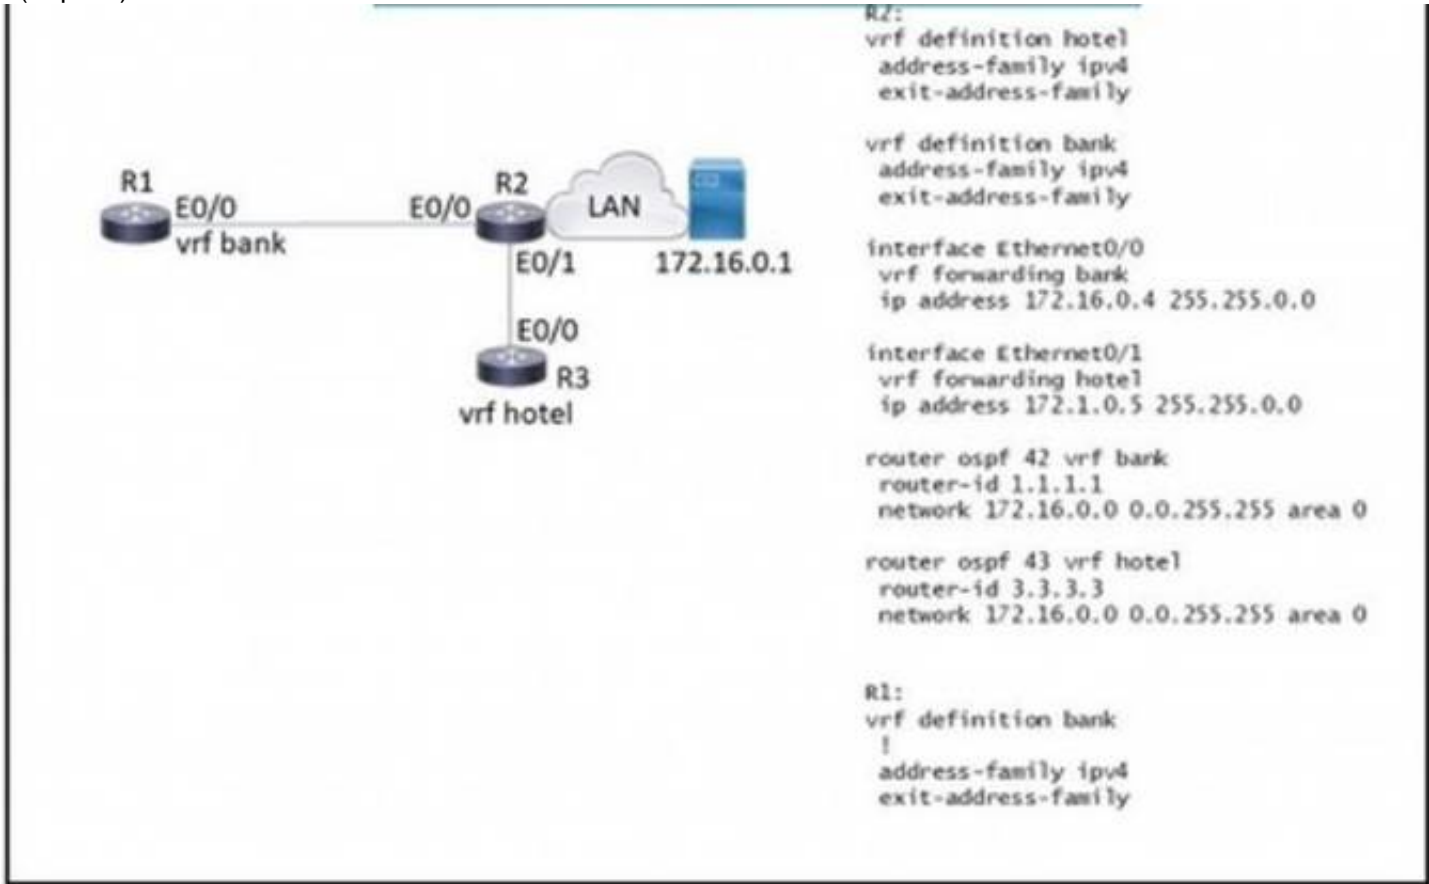 R1
E0/0
vrf bank
E0/0
R2
LAN
E0/1
172.16.0.1
E0/0
R3
vrf hotel
R2:
vrf definition hotel
address-family ipv4
exit-address-family
vrf definition bank
address-family ipv4
exit-address-family
interface Ethernet0/0
vrf forwarding bank
ip address 172.16.0.4 255.255.0.0
interface Ethernet0/1
vrf forwarding hotel
ip address 172.1.0.5 255.255.0.0
router ospf 42 vrf bank
router-id 1.1.1.1
network 172.16.0.0 0.0.255.255 area 0
router ospf 43 vrf hotel
router-id 3.3.3.3
network 172.16.0.0 0.0.255.255 area 0
R1:
vrf definition bank
!
address-family ipv4
exit-address-family